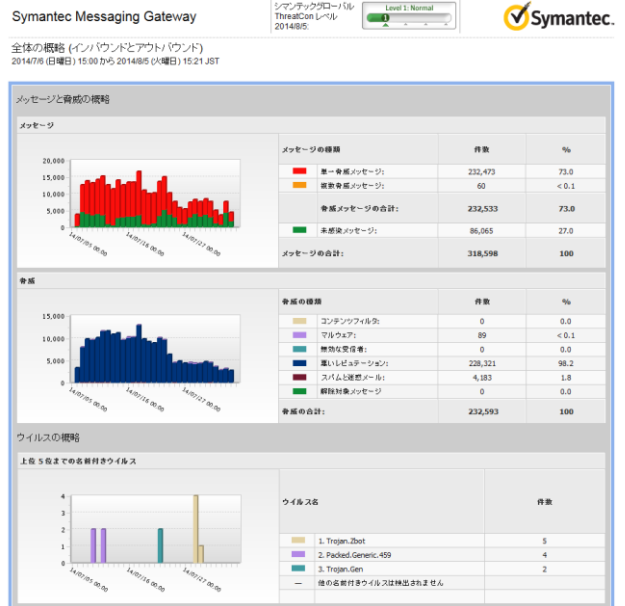 Symantec Messaging Gateway
シマンテックグローバル
ThreatCon レベル
2014/8/5:
Level 1: Normal
1
Symantec.
全体の概略 (インバウンドとアウトバウンド)
2014/7/6 (日曜日) 15:00 から 2014/8/5 (火曜日) 15:21 JST
メッセージと脅威の概略
メッセージ
メッセージの種類 件数 %
単一脅威メッセージ: 232,473 73.0
複数脅威メッセージ: 60 < 0.1
脅威メッセージの合計: 232,533 73.0
未感染メッセージ: 86,065 27.0
メッセージの合計: 318,598 100
20,000
15,000
10,000
5,000
0
14/07/05 00:00 14/07/16 00:00 14/07/27 00:00
脅威
脅威の種類 件数 %
コンテンツフィルタ: 0 0.0
マルウェア: 89 < 0.1
無効な受信者: 0 0.0
悪いレピュテーション: 228,321 98.2
スパムと迷惑メール: 4,183 1.8
解除対象メッセージ 0 0.0
脅威の合計: 232,593 100
15,000
10,000
5,000
0
14/07/05 00:00 14/07/16 00:00 14/07/27 00:00
ウイルスの概略
上位 5 位までの名前付きウイルス
ウイルス名 件数
1. Trojan.Zbot 5
2. Packed.Generic.459 4
3. Trojan.Gen 2
— 他の名前付きウイルスは検出されません
4
3
2
1
0
14/07/05 00:00 14/07/16 00:00 14/07/27 00:00